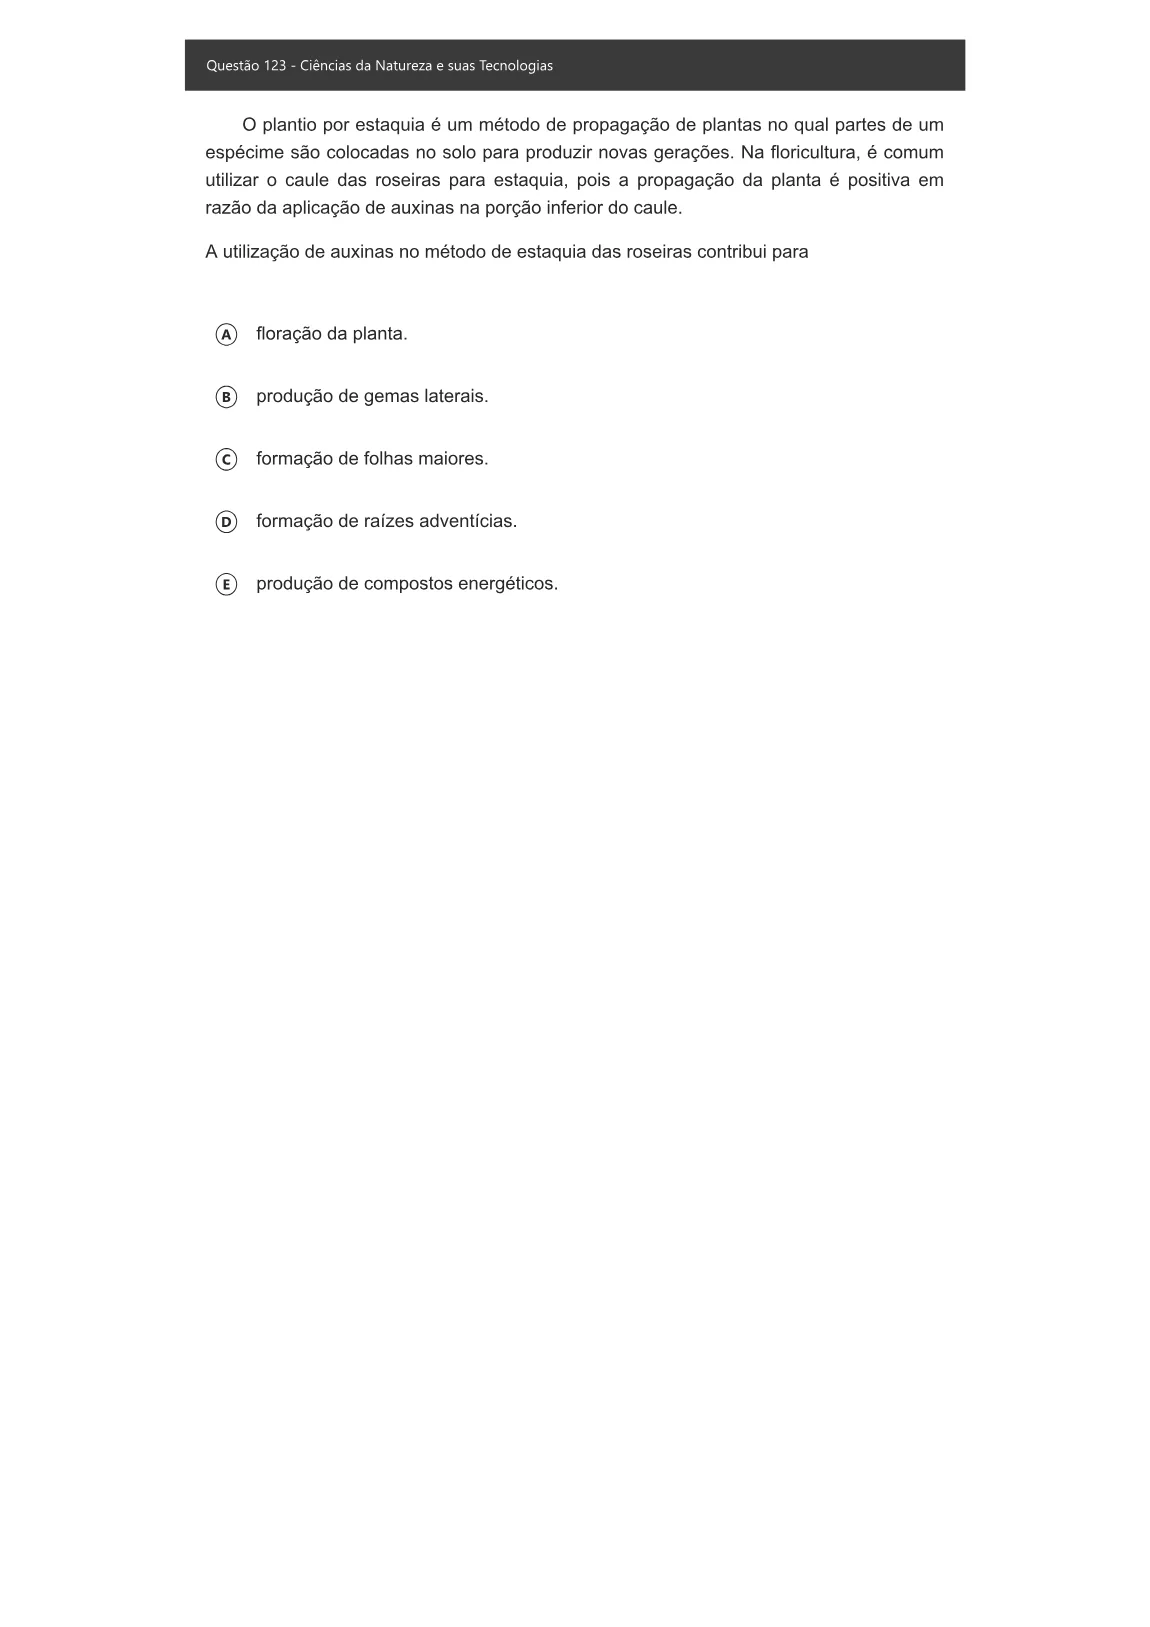 Questão 123 - Ciências da Natureza e suas Tecnologias
O plantio por estaquia é um método de propagação de plantas no qual partes de um
espécime são colocadas no solo para produzir novas gerações. Na floricultura, é comum
utilizar o caule das roseiras para estaquia, pois a propagação da planta é positiva em
razão da aplicação de auxinas na porção inferior do caule.
A utilização de auxinas no método de estaquia das roseiras contribui para
A floração da planta.
B produção de gemas laterais.
C formação de folhas maiores.
D formação de raízes adventícias.
E produção de compostos energéticos.